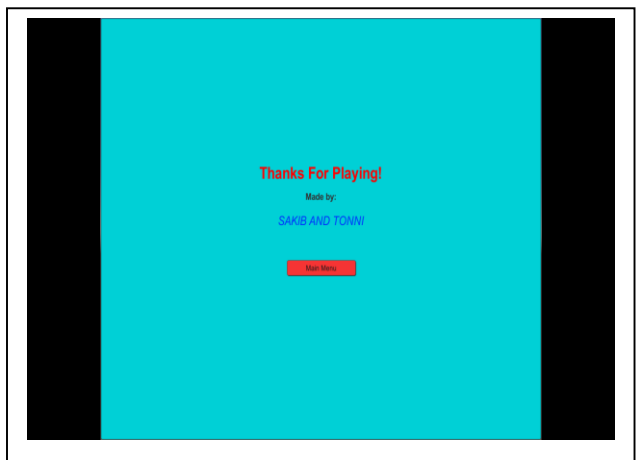 Thanks For Playing!
Made by:
SAKIB AND TONNI
Main Menu